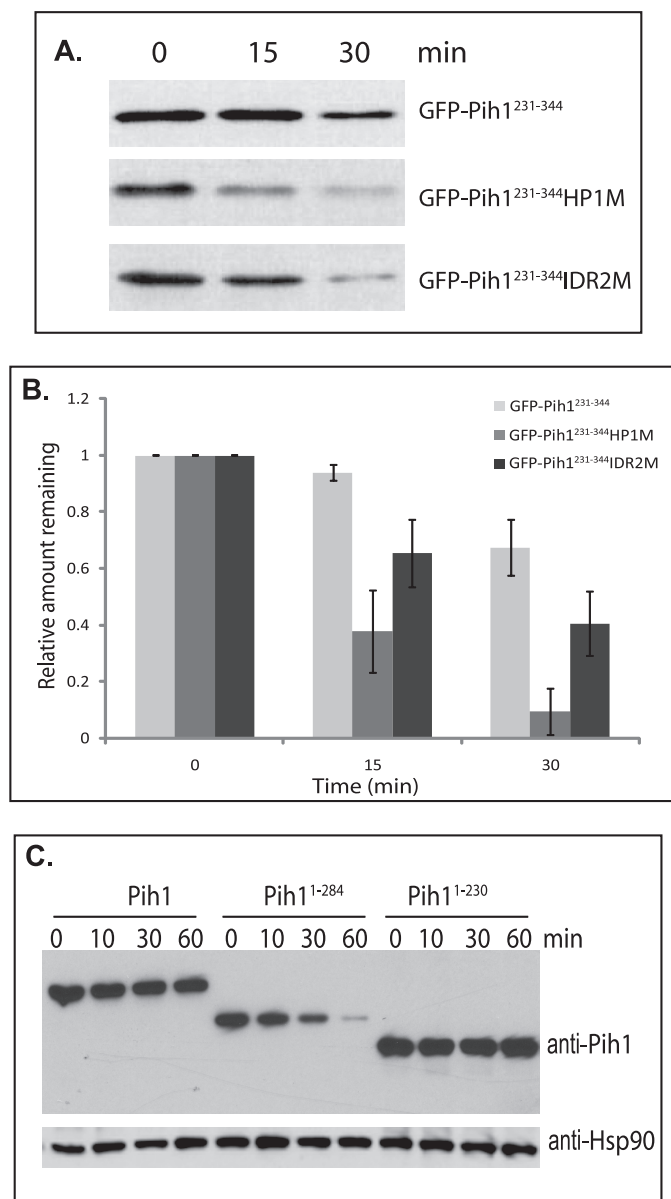 A.
0 15 30 min
GFP-Pih1²³¹⁻³⁴⁴
GFP-Pih1²³¹⁻³⁴⁴HP1M
GFP-Pih1²³¹⁻³⁴⁴IDR2M
B.
1.2
1
0.8
0.6
0.4
0.2
0
Relative amount remaining
GFP-Pih1²³¹⁻³⁴⁴
GFP-Pih1²³¹⁻³⁴⁴HP1M
GFP-Pih1²³¹⁻³⁴⁴IDR2M
0 15 30
Time (min)
C.
Pih1 Pih1¹⁻²⁸⁴ Pih1¹⁻²³⁰
0 10 30 60 0 10 30 60 0 10 30 60 min
anti-Pih1
anti-Hsp90